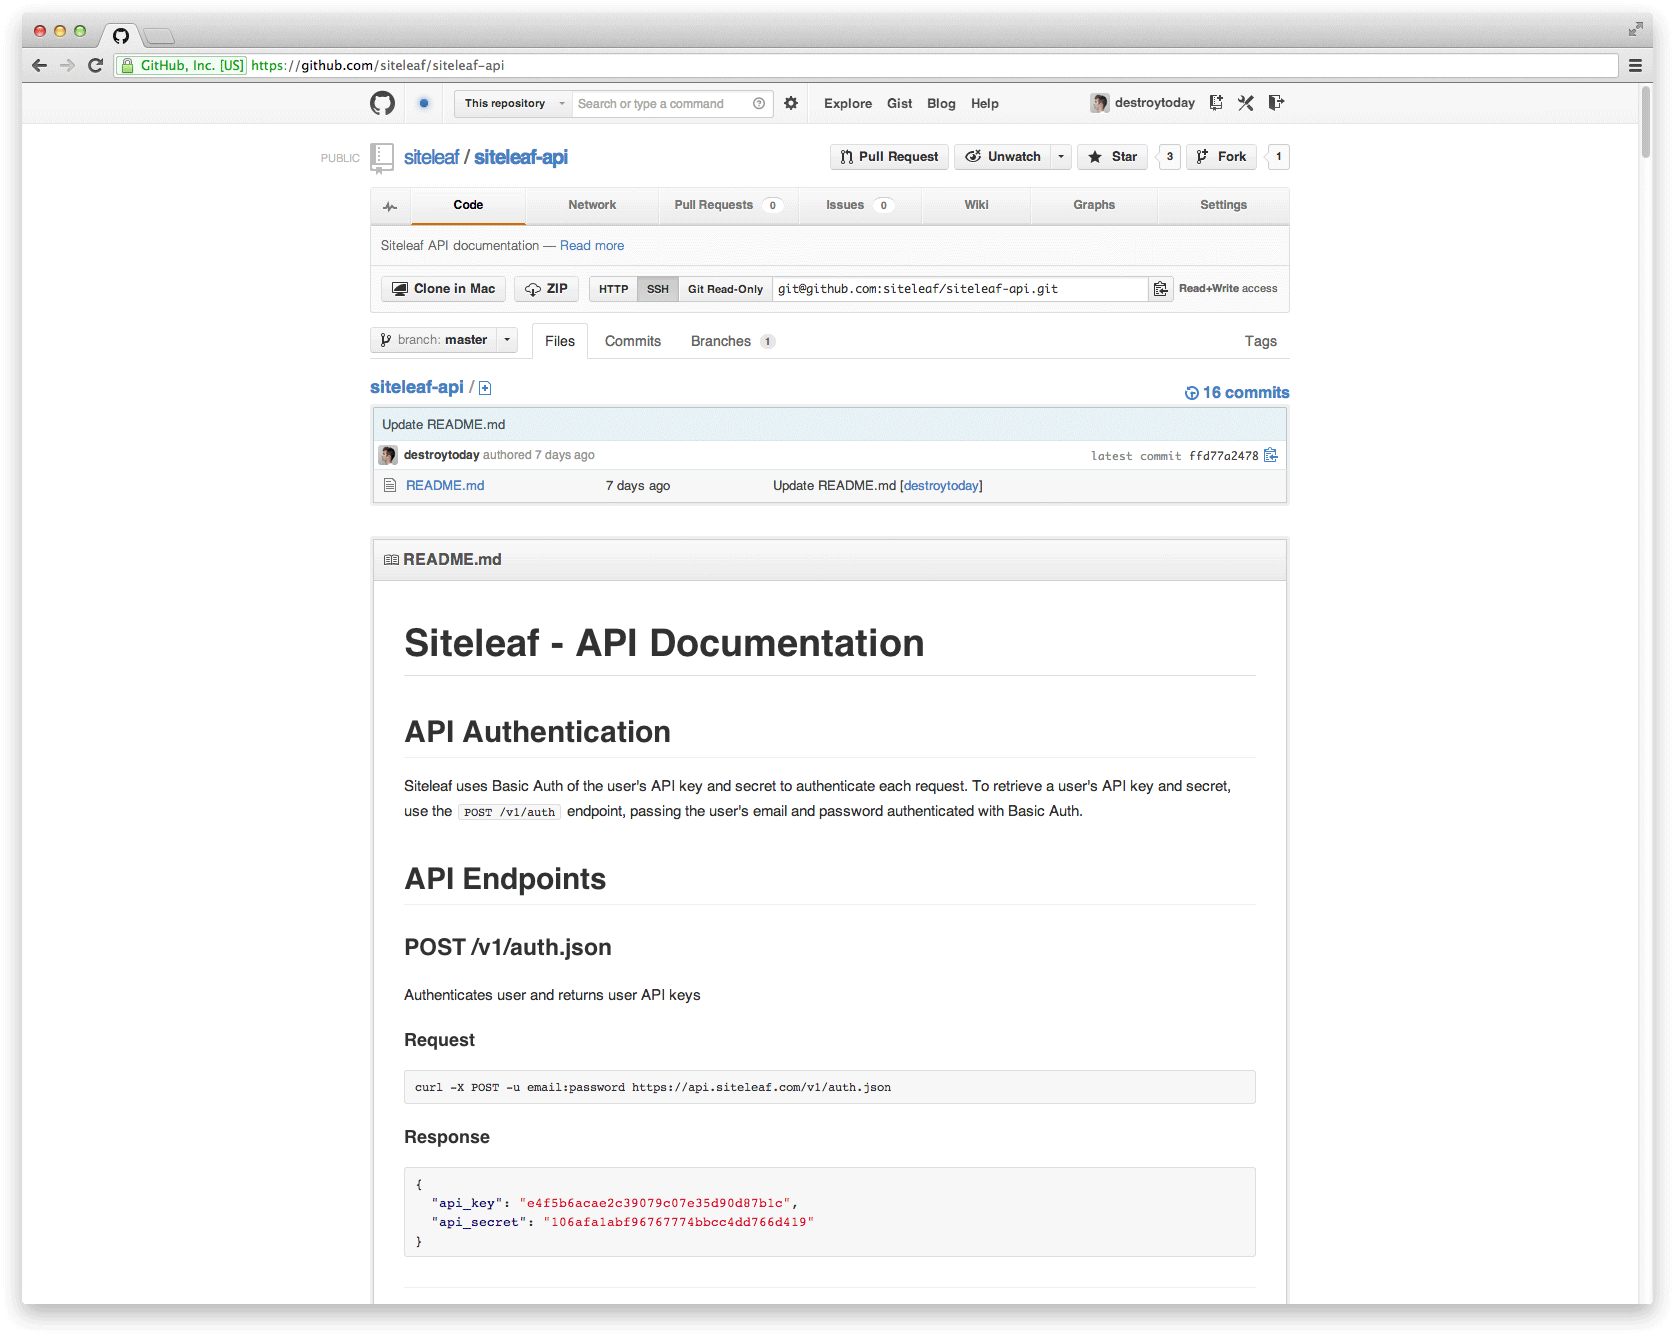 GitHub, Inc. [US] https://github.com/siteleaf/siteleaf-api
This repository Search or type a command Explore Gist Blog Help destroytoday
PUBLIC siteleaf / siteleaf-api Pull Request Unwatch Star 3 Fork 1
Code Network Pull Requests 0 Issues 0 Wiki Graphs Settings
Siteleaf API documentation — Read more
Clone in Mac ZIP HTTP SSH Git Read-Only git@github.com:siteleaf/siteleaf-api.git Read+Write access
branch: master Files Commits Branches 1 Tags
siteleaf-api / 16 commits
Update README.md
destroytoday authored 7 days ago latest commit ffd77a2478
README.md 7 days ago Update README.md [destroytoday]
README.md
Siteleaf - API Documentation
API Authentication
Siteleaf uses Basic Auth of the user's API key and secret to authenticate each request. To retrieve a user's API key and secret,
use the POST /v1/auth endpoint, passing the user's email and password authenticated with Basic Auth.
API Endpoints
POST /v1/auth.json
Authenticates user and returns user API keys
Request
curl -X POST -u email:password https://api.siteleaf.com/v1/auth.json
Response
{
"api_key": "e4f5b6acae2c39079c07e35d90d87b1c",
"api_secret": "106afa1abf96767774bbcc4dd766d419"
}